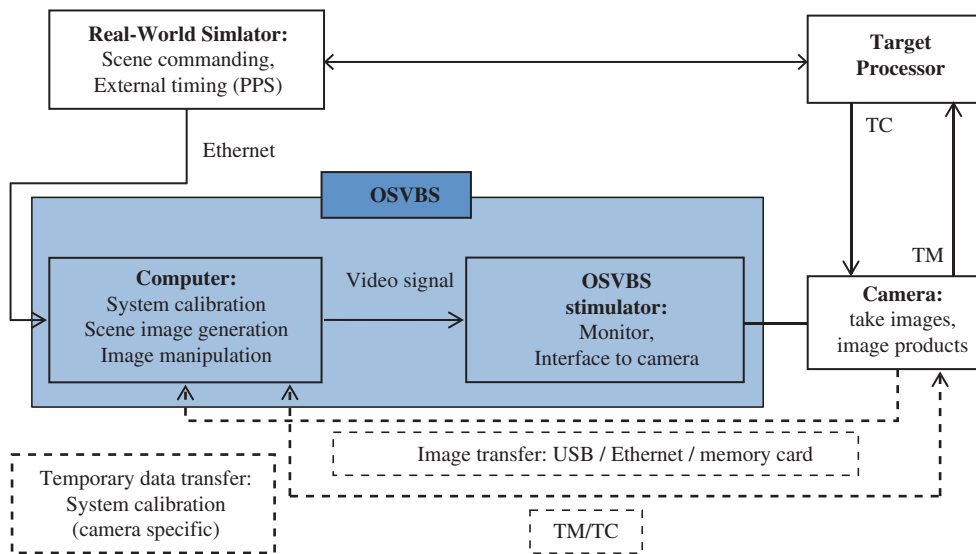 Real-World Simlator:
Scene commanding,
External timing (PPS)
Target
Processor
Ethernet
TC
OSVBS
TM
Computer:
System calibration
Scene image generation
Image manipulation
Video signal
OSVBS
stimulator:
Monitor,
Interface to camera
Camera:
take images,
image products
Image transfer: USB / Ethernet / memory card
Temporary data transfer:
System calibration
(camera specific)
TM/TC